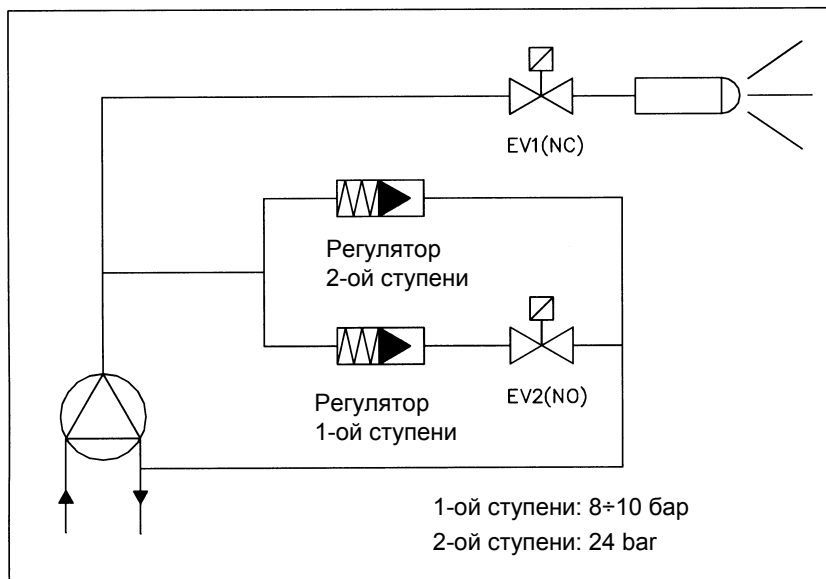 EV1(NC)
Регулятор
2-ой ступени
EV2(NO)
Регулятор
1-ой ступени
1-ой ступени: 8÷10 бар
2-ой ступени: 24 bar